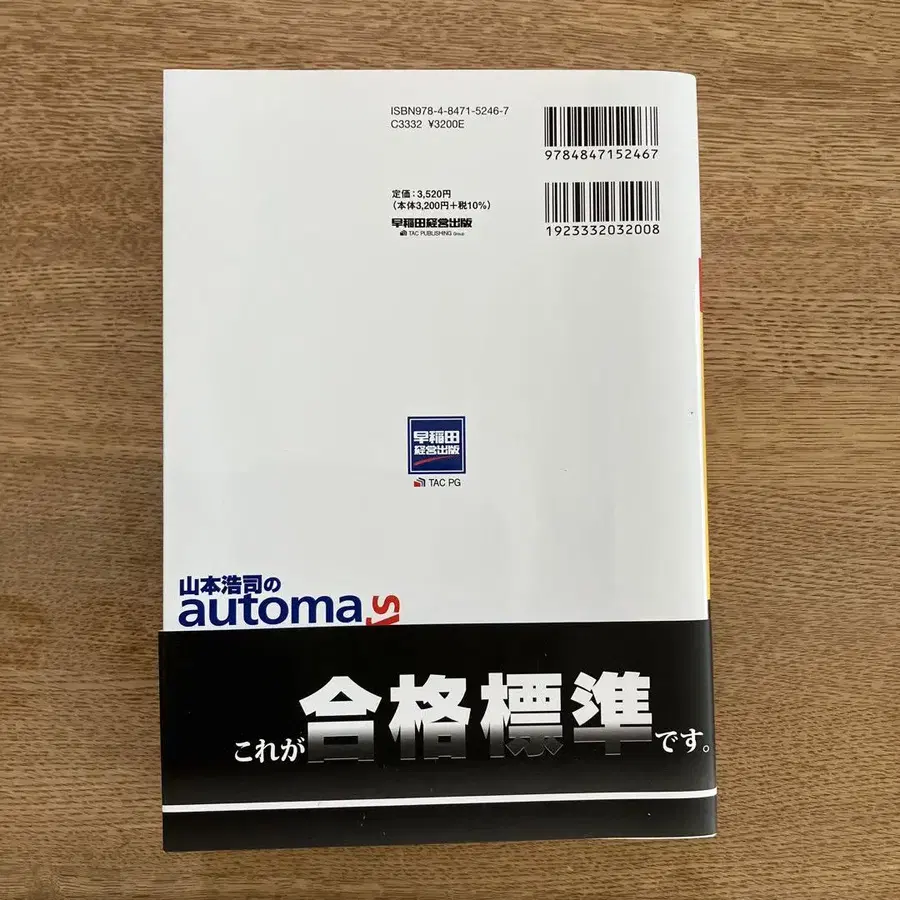 ISBN978-4-8471-5246-7
C3332 ¥3200E
9784847152467
定価：3,520円
（本体3,200円＋税10%）
早稲田経営出版
TAC PUBLISHING Group
1923332032008
早稲田
経営出版
TAC PG
山本浩司の
automa
sy
これが合格標準です。